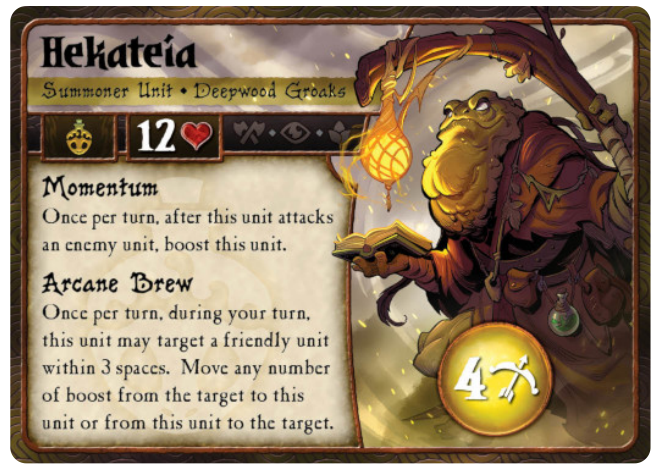 Hekateia
Summoner Unit • Deepwood Groaks
12
Momentum
Once per turn, after this unit attacks
an enemy unit, boost this unit.
Arcane Brew
Once per turn, during your turn,
this unit may target a friendly unit
within 3 spaces. Move any number
of boost from the target to this
unit or from this unit to the target.
4